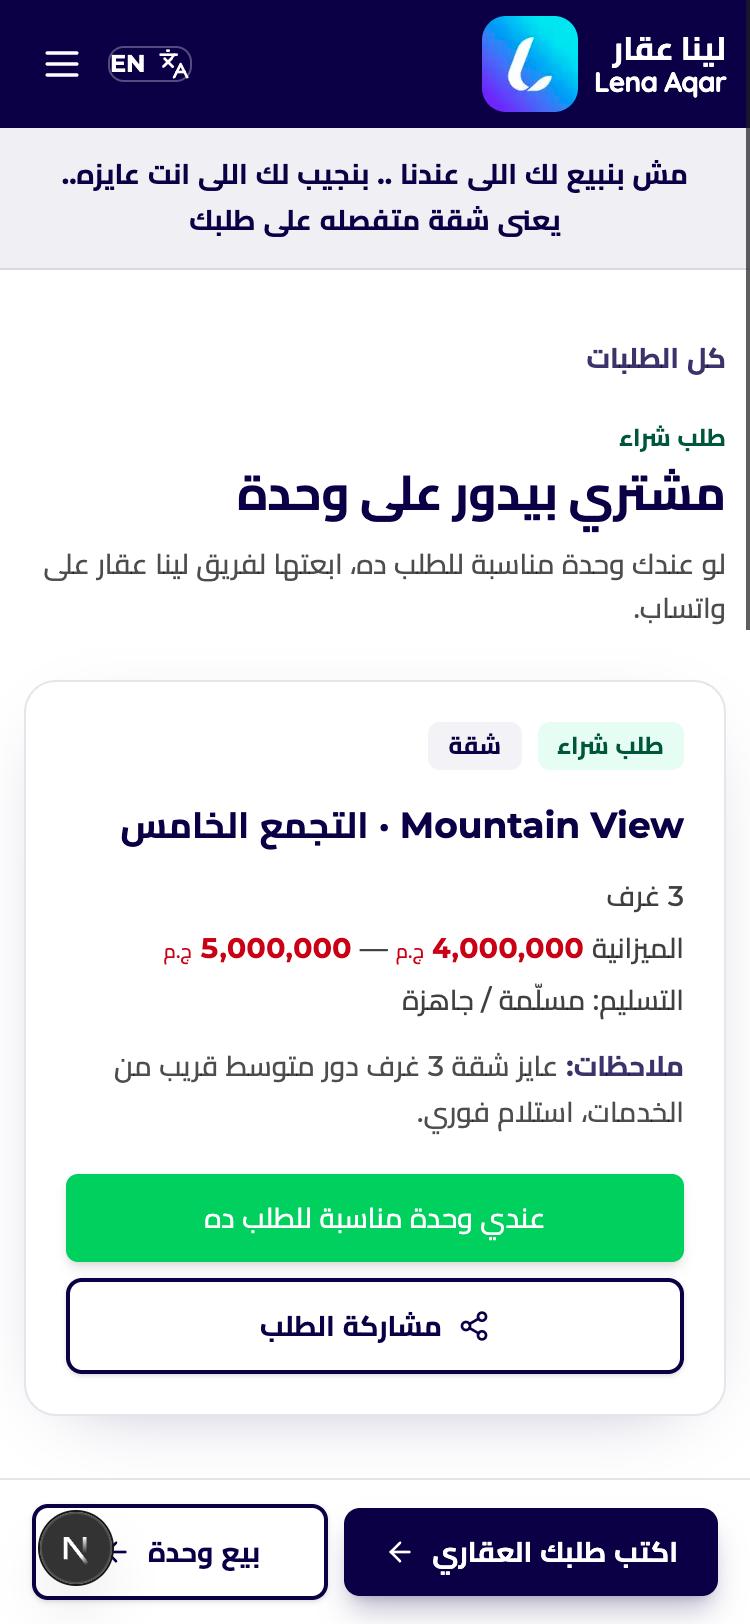 لينا عقار
Lena Aqar
EN
مش بنبيع لك اللى عندنا .. بنجيب لك اللى انت عايزه..
يعنى شقة متفصله على طلبك
كل الطلبات
طلب شراء
مشتري بيدور على وحدة
لو عندك وحدة مناسبة للطلب ده، ابعتها لفريق لينا عقار على
واتساب.
طلب شراء
شقة
Mountain View · التجمع الخامس
3 غرف
الميزانية 4,000,000 ج.م — 5,000,000 ج.م
التسليم: مسلّمة / جاهزة
ملاحظات: عايز شقة 3 غرف دور متوسط قريب من
الخدمات، استلام فوري.
عندي وحدة مناسبة للطلب ده
مشاركة الطلب
اكتب طلبك العقاري
بيع وحدة
N